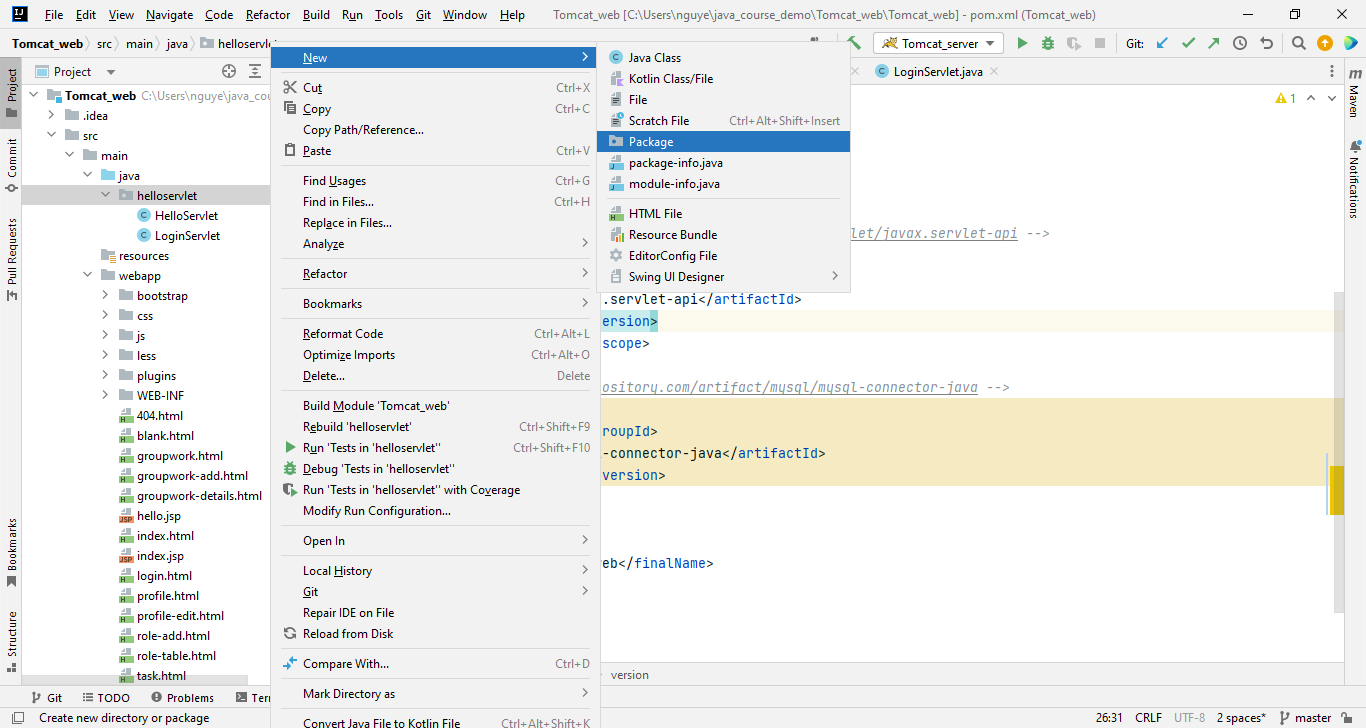 File Edit View Navigate Code Refactor Build Run Tools Git Window Help Tomcat_web [C:\Users\nguye\java_course_demo\Tomcat_web\Tomcat_web] - pom.xml (Tomcat_web)
Tomcat_web src main java Tomcat_server Git:
Project LoginServlet.java
Tomcat_web C:\Users\nguye\java_cou
.idea
src
main
java
helloservlet
HelloServlet
LoginServlet
resources
webapp
bootstrap
css
js
less
plugins
WEB-INF
404.html
blank.html
groupwork.html
groupwork-add.html
groupwork-details.html
hello.jsp
index.html
index.jsp
login.html
profile.html
profile-edit.html
role-add.html
role-table.html
task.html
New
Cut Ctrl+X
Copy Ctrl+C
Copy Path/Reference...
Paste Ctrl+V
Find Usages Ctrl+G
Find in Files... Ctrl+H
Replace in Files...
Analyze
Refactor
Bookmarks
Reformat Code Ctrl+Alt+L
Optimize Imports Ctrl+Alt+O
Delete... Delete
Build Module 'Tomcat_web'
Rebuild 'helloservlet' Ctrl+Shift+F9
Run 'Tests in 'helloservlet'' Ctrl+Shift+F10
Debug 'Tests in 'helloservlet''
Run 'Tests in 'helloservlet'' with Coverage
Modify Run Configuration...
Open In
Local History
Git
Repair IDE on File
Reload from Disk
Compare With... Ctrl+D
Mark Directory as
Convert Java File to Kotlin File Ctrl+Alt+Shift+K
Java Class
Kotlin Class/File
File
Scratch File Ctrl+Alt+Shift+Insert
Package
package-info.java
module-info.java
HTML File
Resource Bundle
EditorConfig File
Swing UI Designer
1
let/javax.servlet-api -->
.servlet-api</artifactId>
ersion>
scope>
ository.com/artifact/mysql/mysql-connector-java -->
roupId>
-connector-java</artifactId>
version>
eb</finalName>
version
Project
Commit
Pull Requests
Bookmarks
Structure
m
Maven
Notifications
Git TODO Problems Ter
Create new directory or package 26:31 CRLF UTF-8 2 spaces* master